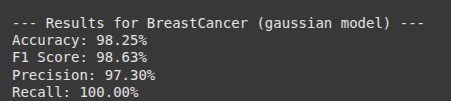 --- Results for BreastCancer (gaussian model) ---
Accuracy: 98.25%
F1 Score: 98.63%
Precision: 97.30%
Recall: 100.00%